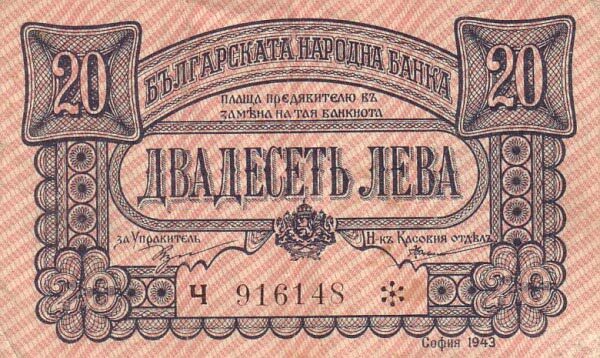 20 20
БЪЛГАРСКАТА НАРОДНА БАНКА
ПЛАЩА ПРЕДЯВИТЕЛЮ ВЪ
ЗАМѢНА НА ТАЯ БАНКНОТА
ДВАДЕСЕТЬ ЛЕВА
за Управитель Н-къ Касовия отдѣлъ
20 Ч 916148 20
София 1943